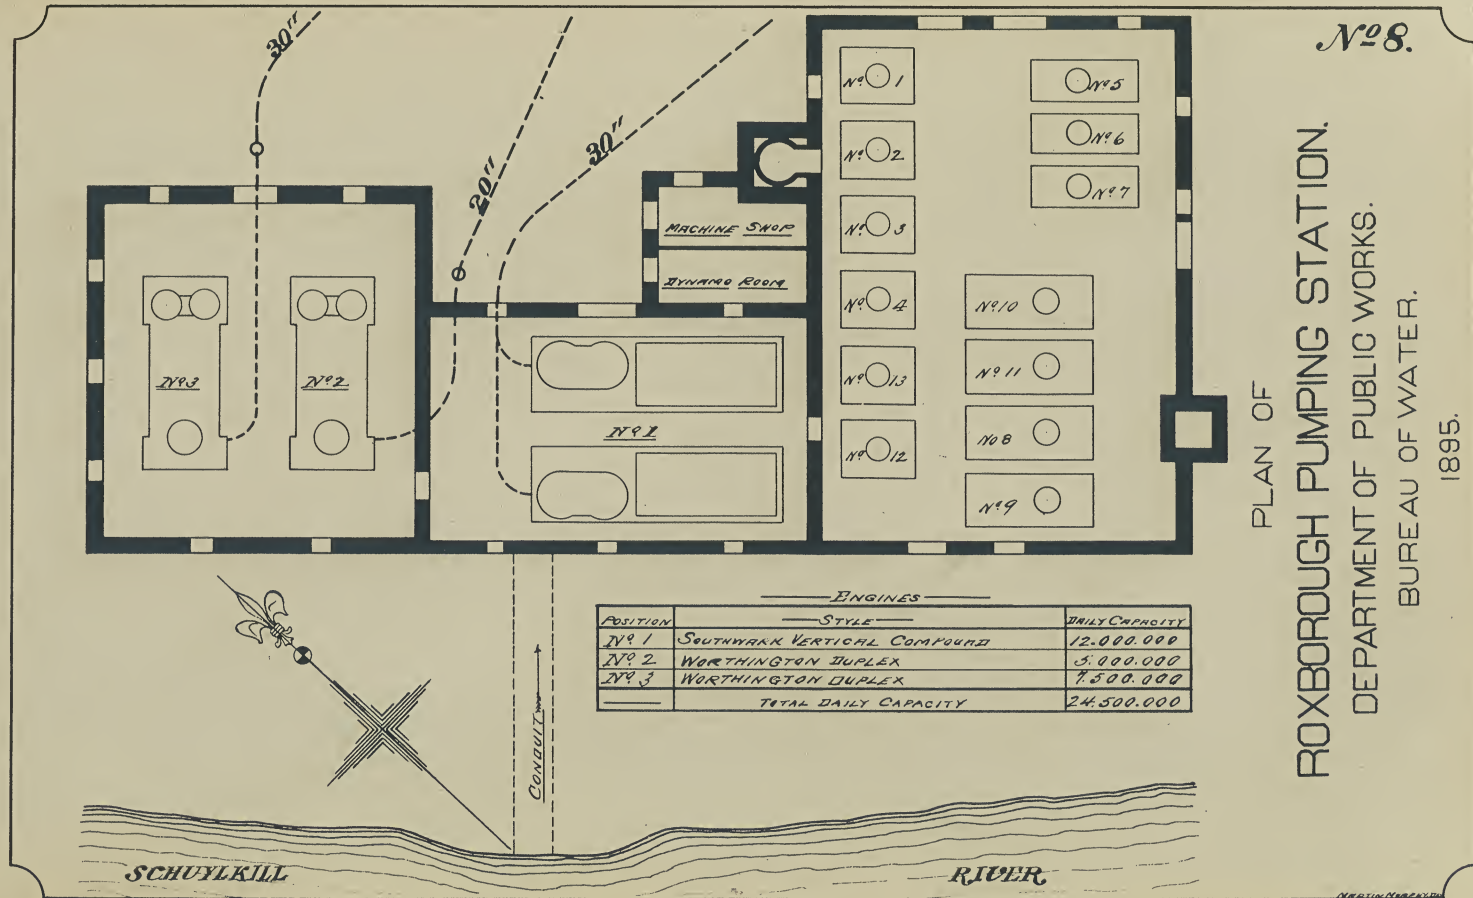 Nº 8.
30"
20"
30"
Nº 1
Nº 2
Nº 3
Nº 4
Nº 13
Nº 12
Nº 5
Nº 6
Nº 7
Nº 10
Nº 11
No 8
Nº 9
MACHINE SHOP
DYNAMO ROOM
Nº 3
Nº 2
Nº 1
PLAN OF
ROXBOROUGH PUMPING STATION.
DEPARTMENT OF PUBLIC WORKS.
BUREAU OF WATER.
1895.
ENGINES
POSITION STYLE DAILY CAPACITY
Nº 1 SOUTHWARK VERTICAL COMPOUND 12.000.000
Nº 2 WORTHINGTON DUPLEX 5.000.000
Nº 3 WORTHINGTON DUPLEX 7.500.000
TOTAL DAILY CAPACITY 24.500.000
CONDUIT
SCHUYLKILL RIVER
MARTIN MURPHY